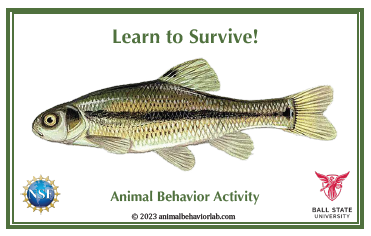 Learn to Survive!
Animal Behavior Activity
© 2023 animalbehaviorlab.com
NSF
BALL STATE
UNIVERSITY